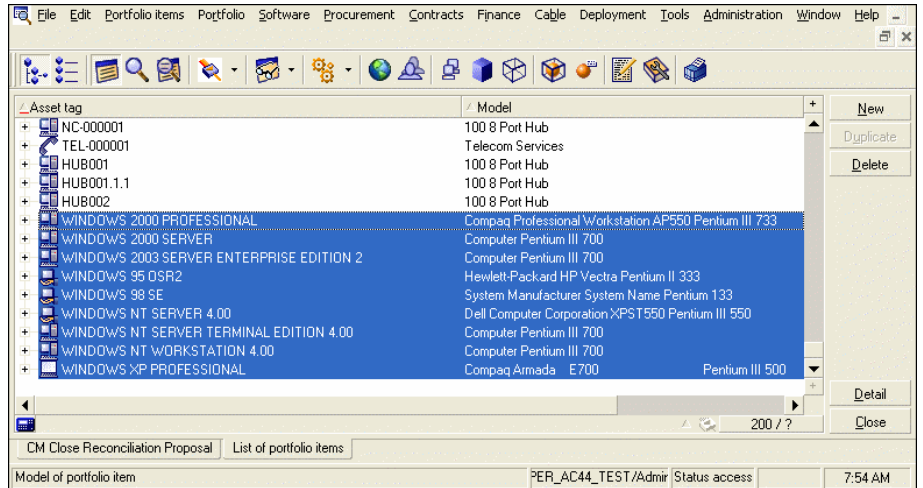 File Edit Portfolio items Portfolio Software Procurement Contracts Finance Cable Deployment Tools Administration Window Help
Asset tag Model New
NC-000001 100 8 Port Hub
TEL-000001 Telecom Services Duplicate
HUB001 100 8 Port Hub Delete
HUB001.1.1 100 8 Port Hub
HUB002 100 8 Port Hub
WINDOWS 2000 PROFESSIONAL Compaq Professional Workstation AP550 Pentium III 733
WINDOWS 2000 SERVER Computer Pentium III 700
WINDOWS 2003 SERVER ENTERPRISE EDITION 2 Computer Pentium III 700
WINDOWS 95 OSR2 Hewlett-Packard HP Vectra Pentium II 333
WINDOWS 98 SE System Manufacturer System Name Pentium 133
WINDOWS NT SERVER 4.00 Dell Computer Corporation XPST550 Pentium III 550
WINDOWS NT SERVER TERMINAL EDITION 4.00 Computer Pentium III 700
WINDOWS NT WORKSTATION 4.00 Computer Pentium III 700
WINDOWS XP PROFESSIONAL Compaq Armada E700 Pentium III 500
Detail
200 / ? Close
CM Close Reconciliation Proposal List of portfolio items
Model of portfolio item PER_AC44_TEST/Admir Status access 7:54 AM